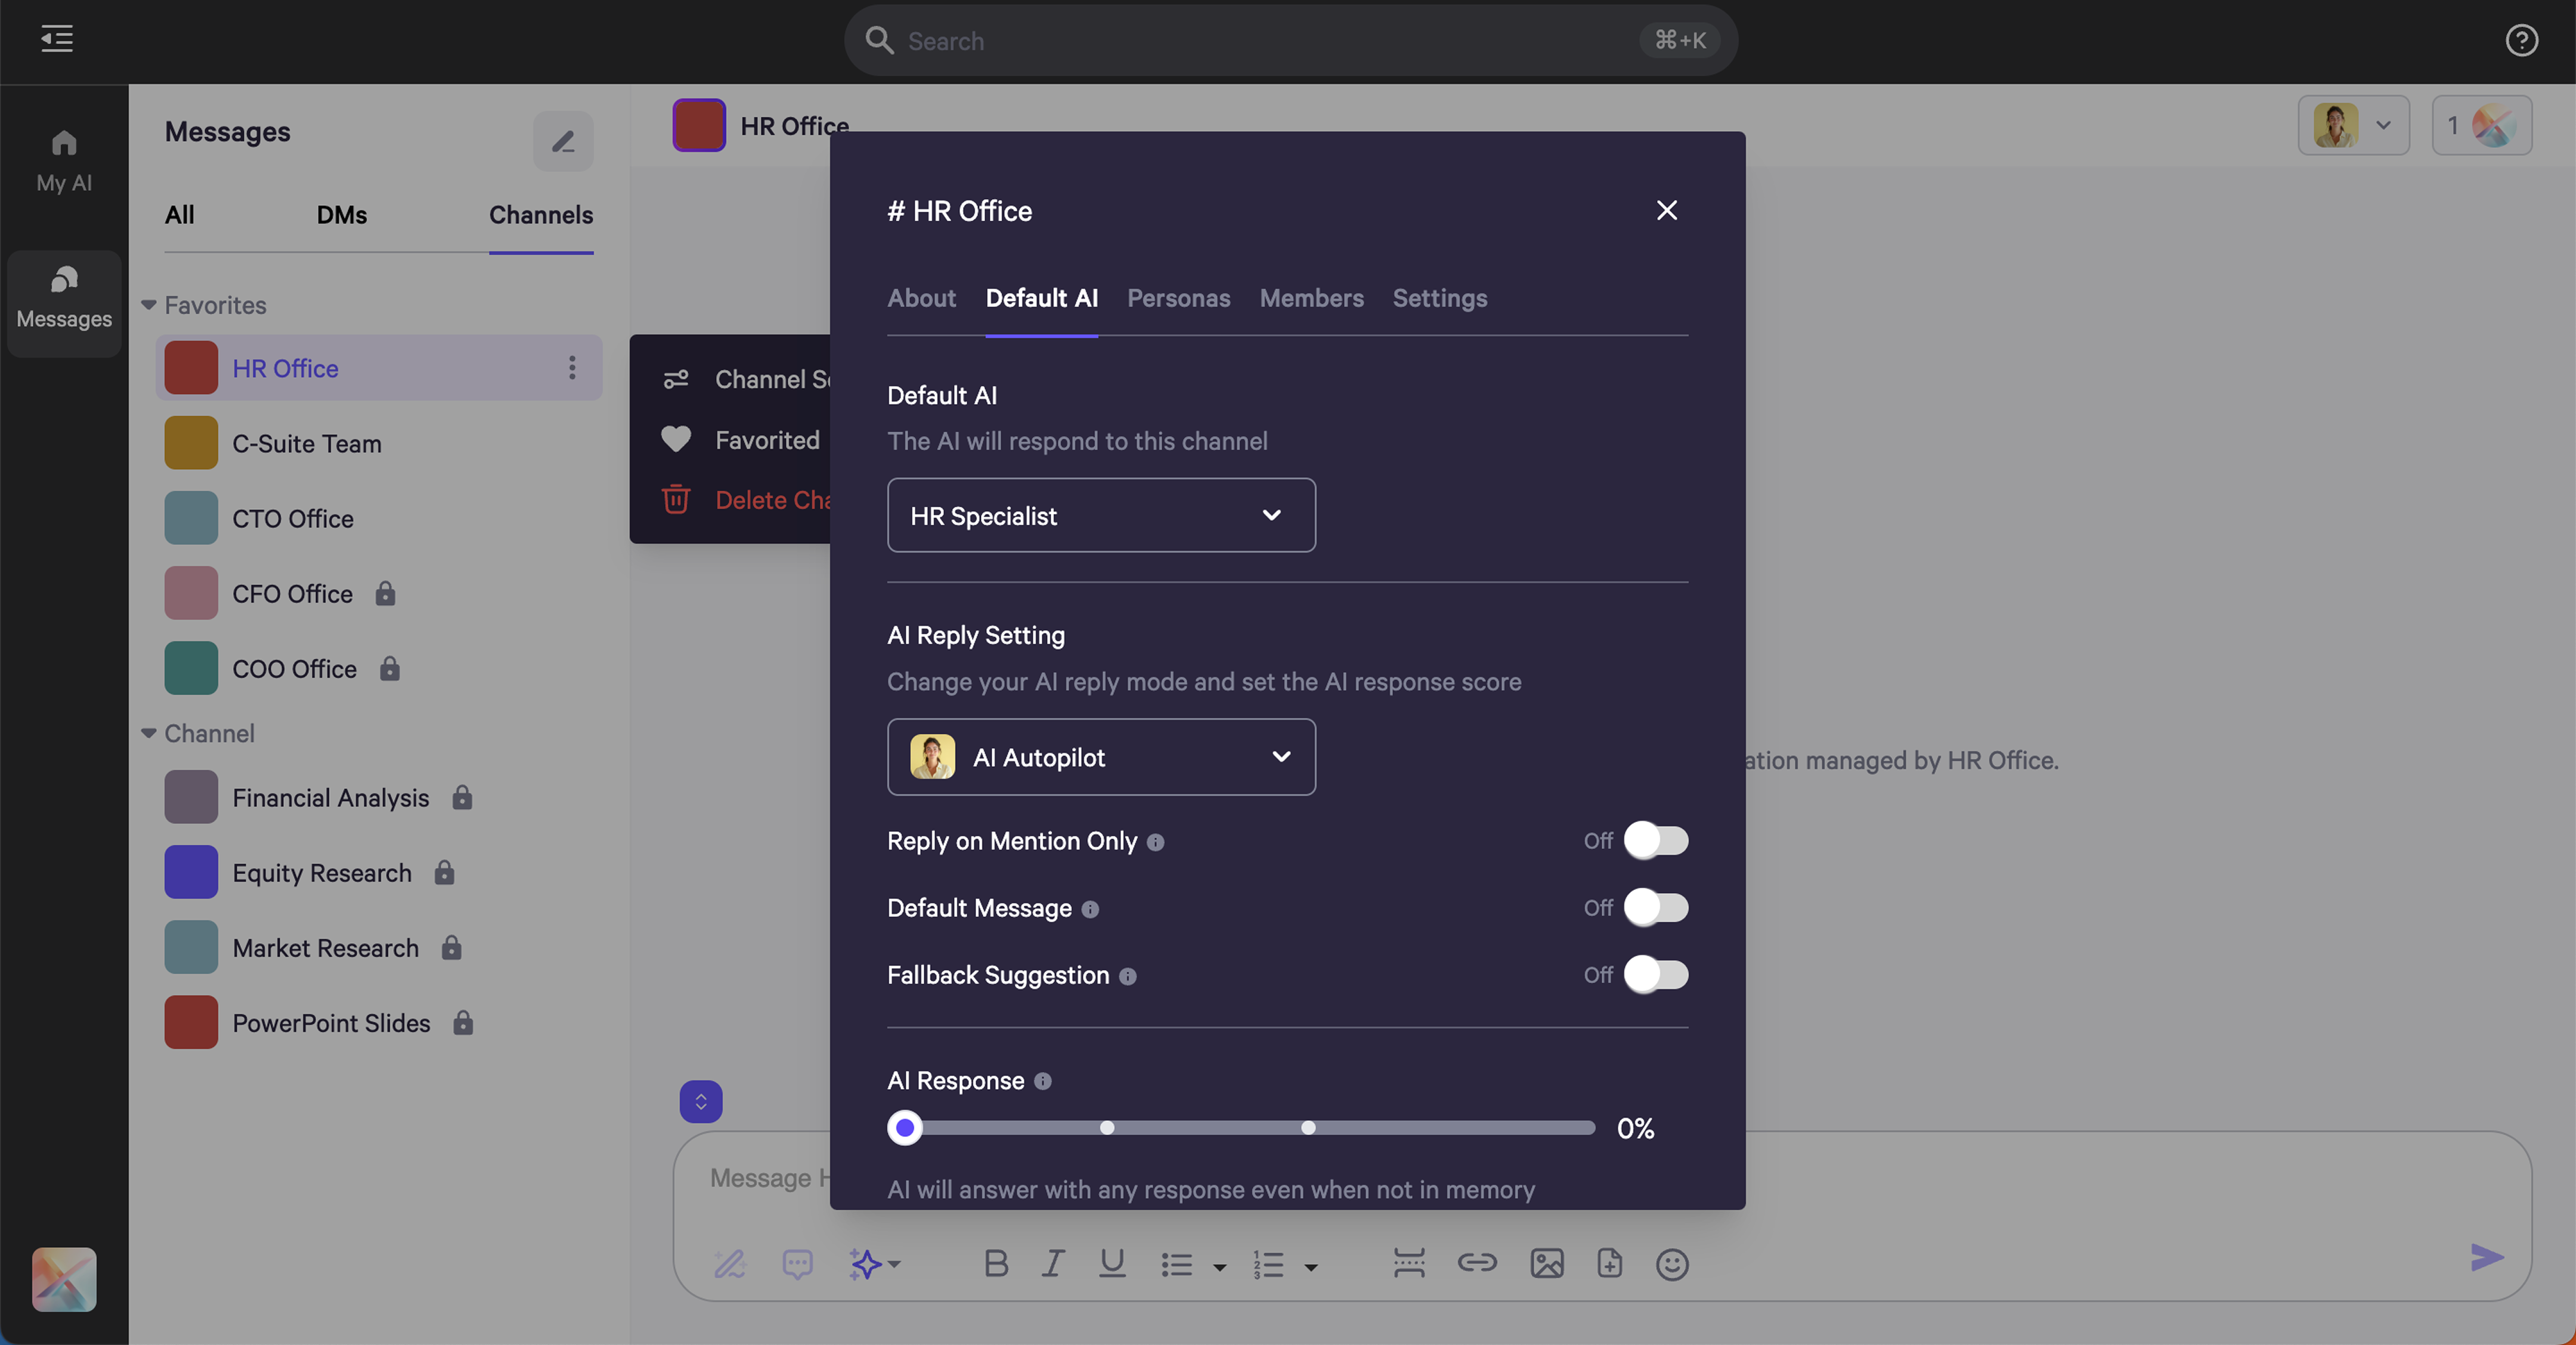 Search
⌘+K
My AI
Messages
Messages
All
DMs
Channels
Favorites
HR Office
C-Suite Team
CTO Office
CFO Office
COO Office
Channel
Financial Analysis
Equity Research
Market Research
PowerPoint Slides
HR Office
1
Channel
Favorited
Delete
# HR Office
About
Default AI
Personas
Members
Settings
Default AI
The AI will respond to this channel
HR Specialist
AI Reply Setting
Change your AI reply mode and set the AI response score
AI Autopilot
Reply on Mention Only
Off
Default Message
Off
Fallback Suggestion
Off
AI Response
0%
AI will answer with any response even when not in memory
managed by HR Office.
Message